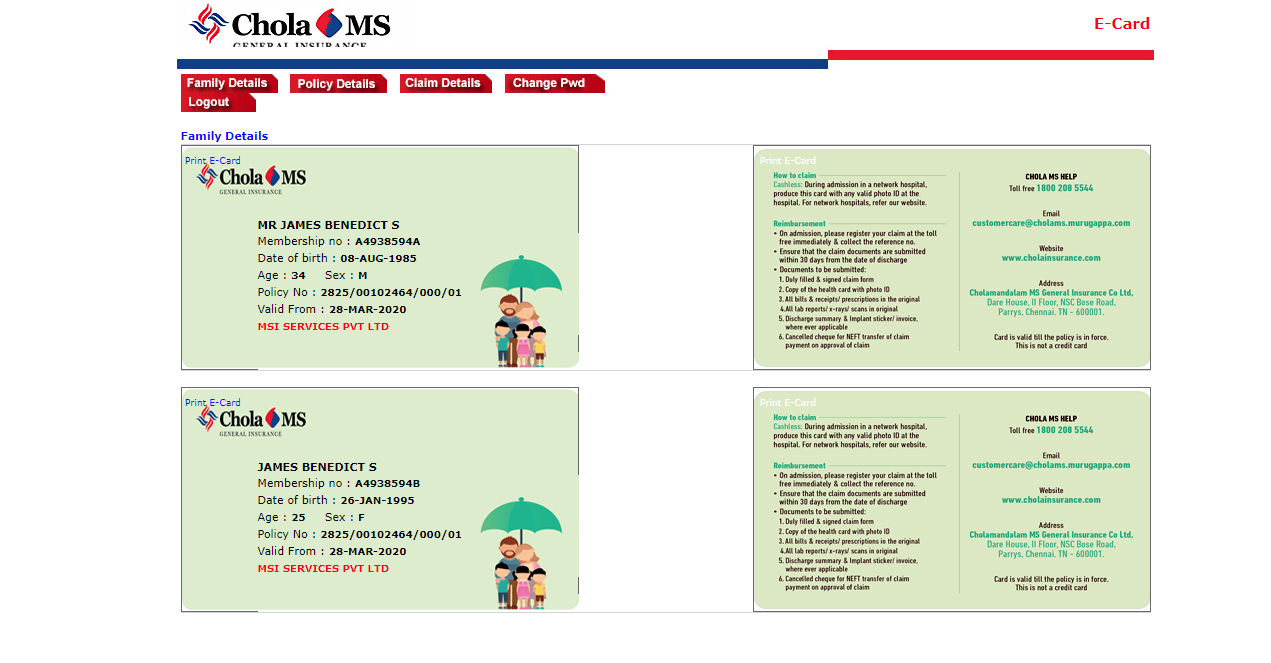 Chola MS
GENERAL INSURANCE
E-Card
Family Details
Policy Details
Claim Details
Change Pwd
Logout
Family Details
Print E-Card
Chola MS
GENERAL INSURANCE
MR JAMES BENEDICT S
Membership no : A4938594A
Date of birth : 08-AUG-1985
Age : 34 Sex : M
Policy No : 2825/00102464/000/01
Valid From : 28-MAR-2020
MSI SERVICES PVT LTD
Print E-Card
How to claim
Cashless: During admission in a network hospital,
produce this card with any valid photo ID at the
hospital. For network hospitals, refer our website.
Reimbursement
• On admission, please register your claim at the toll
free immediately & collect the reference no.
• Ensure that the claim documents are submitted
within 30 days from the date of discharge
• Documents to be submitted:
1. Duly filled & signed claim form
2. Copy of the health card with photo ID
3. All bills & receipts/ prescriptions in the original
4.All lab reports/ x-rays/ scans in original
5. Discharge summary & Implant sticker/ invoice,
where ever applicable
6. Cancelled cheque for NEFT transfer of claim
payment on approval of claim
CHOLA MS HELP
Toll free 1800 208 5544
Email
customercare@cholams.murugappa.com
Website
www.cholainsurance.com
Address
Cholamandalam MS General Insurance Co Ltd,
Dare House, II Floor, NSC Bose Road,
Parrys, Chennai. TN - 600001.
Card is valid till the policy is in force.
This is not a credit card
Print E-Card
Chola MS
GENERAL INSURANCE
JAMES BENEDICT S
Membership no : A4938594B
Date of birth : 26-JAN-1995
Age : 25 Sex : F
Policy No : 2825/00102464/000/01
Valid From : 28-MAR-2020
MSI SERVICES PVT LTD
Print E-Card
How to claim
Cashless: During admission in a network hospital,
produce this card with any valid photo ID at the
hospital. For network hospitals, refer our website.
Reimbursement
• On admission, please register your claim at the toll
free immediately & collect the reference no.
• Ensure that the claim documents are submitted
within 30 days from the date of discharge
• Documents to be submitted:
1. Duly filled & signed claim form
2. Copy of the health card with photo ID
3. All bills & receipts/ prescriptions in the original
4.All lab reports/ x-rays/ scans in original
5. Discharge summary & Implant sticker/ invoice,
where ever applicable
6. Cancelled cheque for NEFT transfer of claim
payment on approval of claim
CHOLA MS HELP
Toll free 1800 208 5544
Email
customercare@cholams.murugappa.com
Website
www.cholainsurance.com
Address
Cholamandalam MS General Insurance Co Ltd,
Dare House, II Floor, NSC Bose Road,
Parrys, Chennai. TN - 600001.
Card is valid till the policy is in force.
This is not a credit card